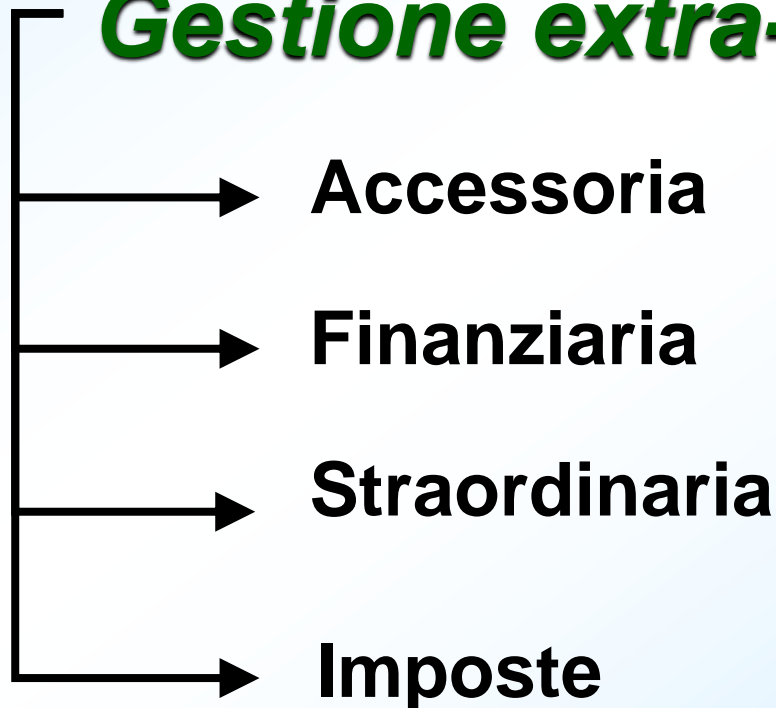 Gestione extra-
Accessoria
Finanziaria
Straordinaria
Imposte